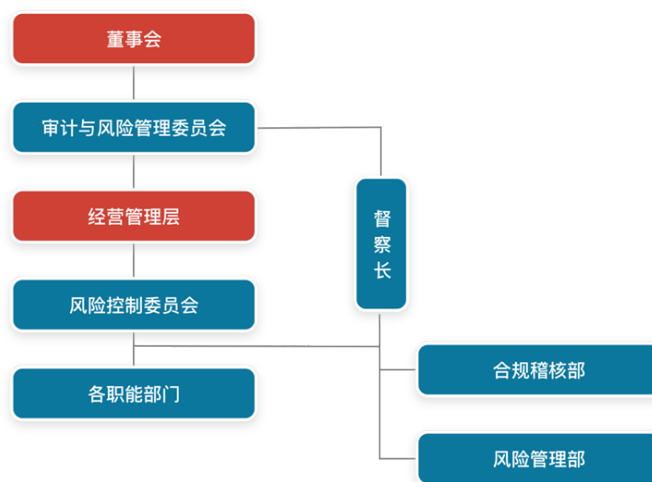 董事会
审计与风险管理委员会
经营管理层
督察长
风险控制委员会
合规稽核部
各职能部门
风险管理部